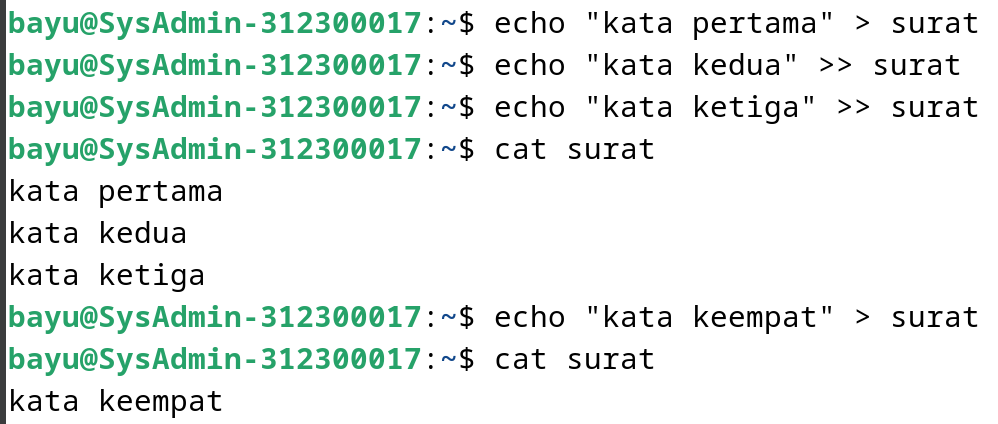 bayu@SysAdmin-312300017:~$ echo "kata pertama" > surat
bayu@SysAdmin-312300017:~$ echo "kata kedua" >> surat
bayu@SysAdmin-312300017:~$ echo "kata ketiga" >> surat
bayu@SysAdmin-312300017:~$ cat surat
kata pertama
kata kedua
kata ketiga
bayu@SysAdmin-312300017:~$ echo "kata keempat" > surat
bayu@SysAdmin-312300017:~$ cat surat
kata keempat